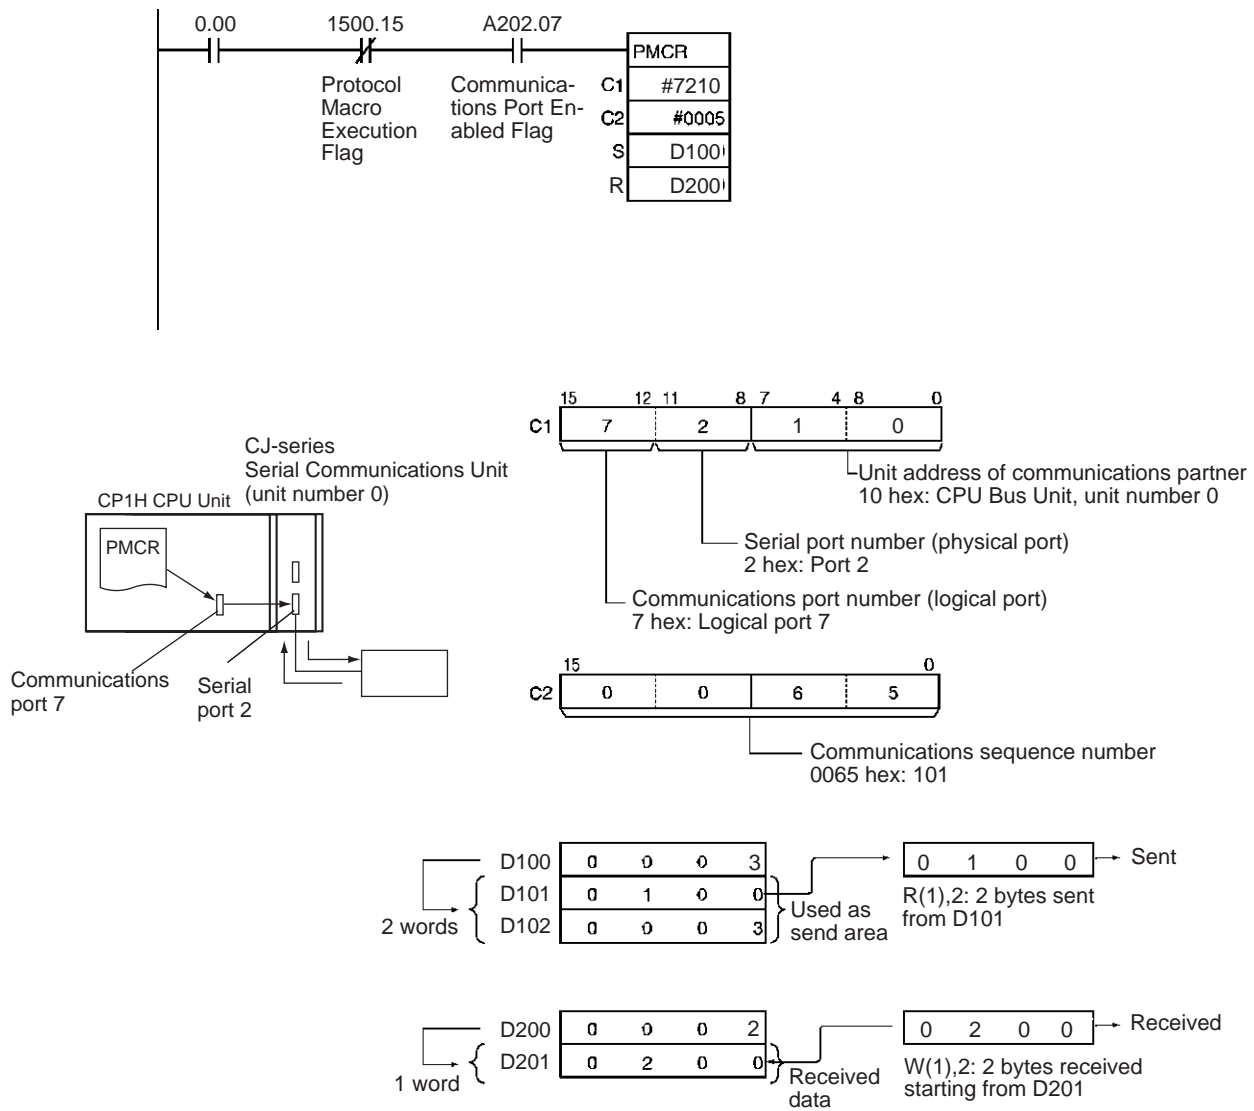 0.00 1500.15 A202.07
PMCR
Protocol
Macro
Execution
Flag
Communica-
tions Port En-
abled Flag
C1 #7210
C2 #0005
S D100
R D200
15 12 11 8 7 4 8 0
C1 7 2 1 0
Unit address of communications partner
10 hex: CPU Bus Unit, unit number 0
Serial port number (physical port)
2 hex: Port 2
Communications port number (logical port)
7 hex: Logical port 7
CJ-series
Serial Communications Unit
(unit number 0)
CP1H CPU Unit
PMCR
Communications
port 7
Serial
port 2
15 0
C2 0 0 6 5
Communications sequence number
0065 hex: 101
D100 0 0 0 3
D101 0 1 0 0
D102 0 0 0 3
2 words
Used as
send area
0 1 0 0 Sent
R(1),2: 2 bytes sent
from D101
D200 0 0 0 2
D201 0 2 0 0
1 word
Received
data
0 2 0 0 Received
W(1),2: 2 bytes received
starting from D201